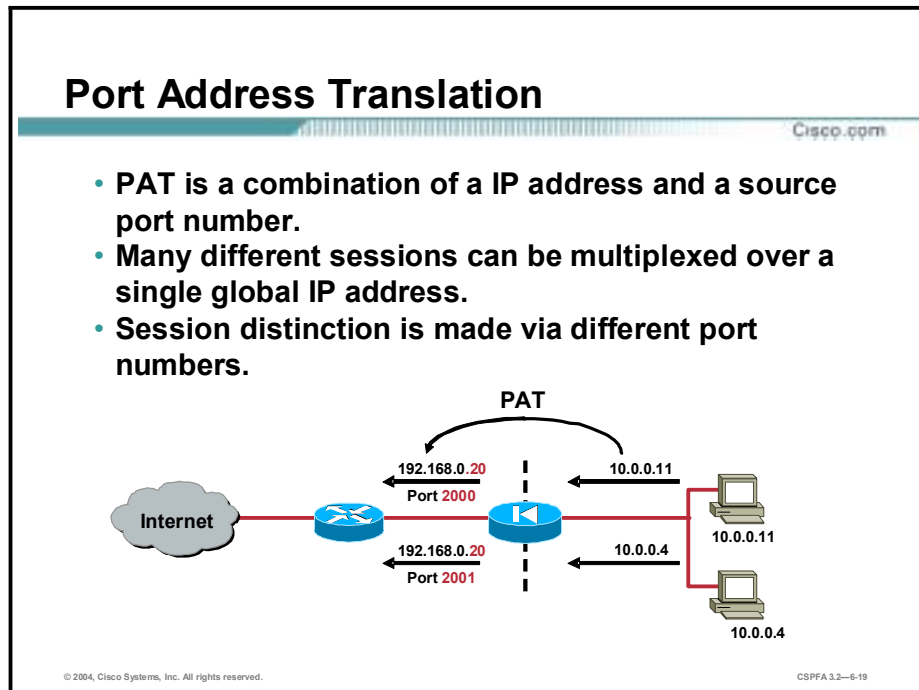 Port Address Translation
Cisco.com
• PAT is a combination of a IP address and a source
port number.
• Many different sessions can be multiplexed over a
single global IP address.
• Session distinction is made via different port
numbers.
PAT
192.168.0.20
Port 2000
10.0.0.11
Internet
10.0.0.11
192.168.0.20
Port 2001
10.0.0.4
10.0.0.4
© 2004, Cisco Systems, Inc. All rights reserved.
CSPFA 3.2—6-19